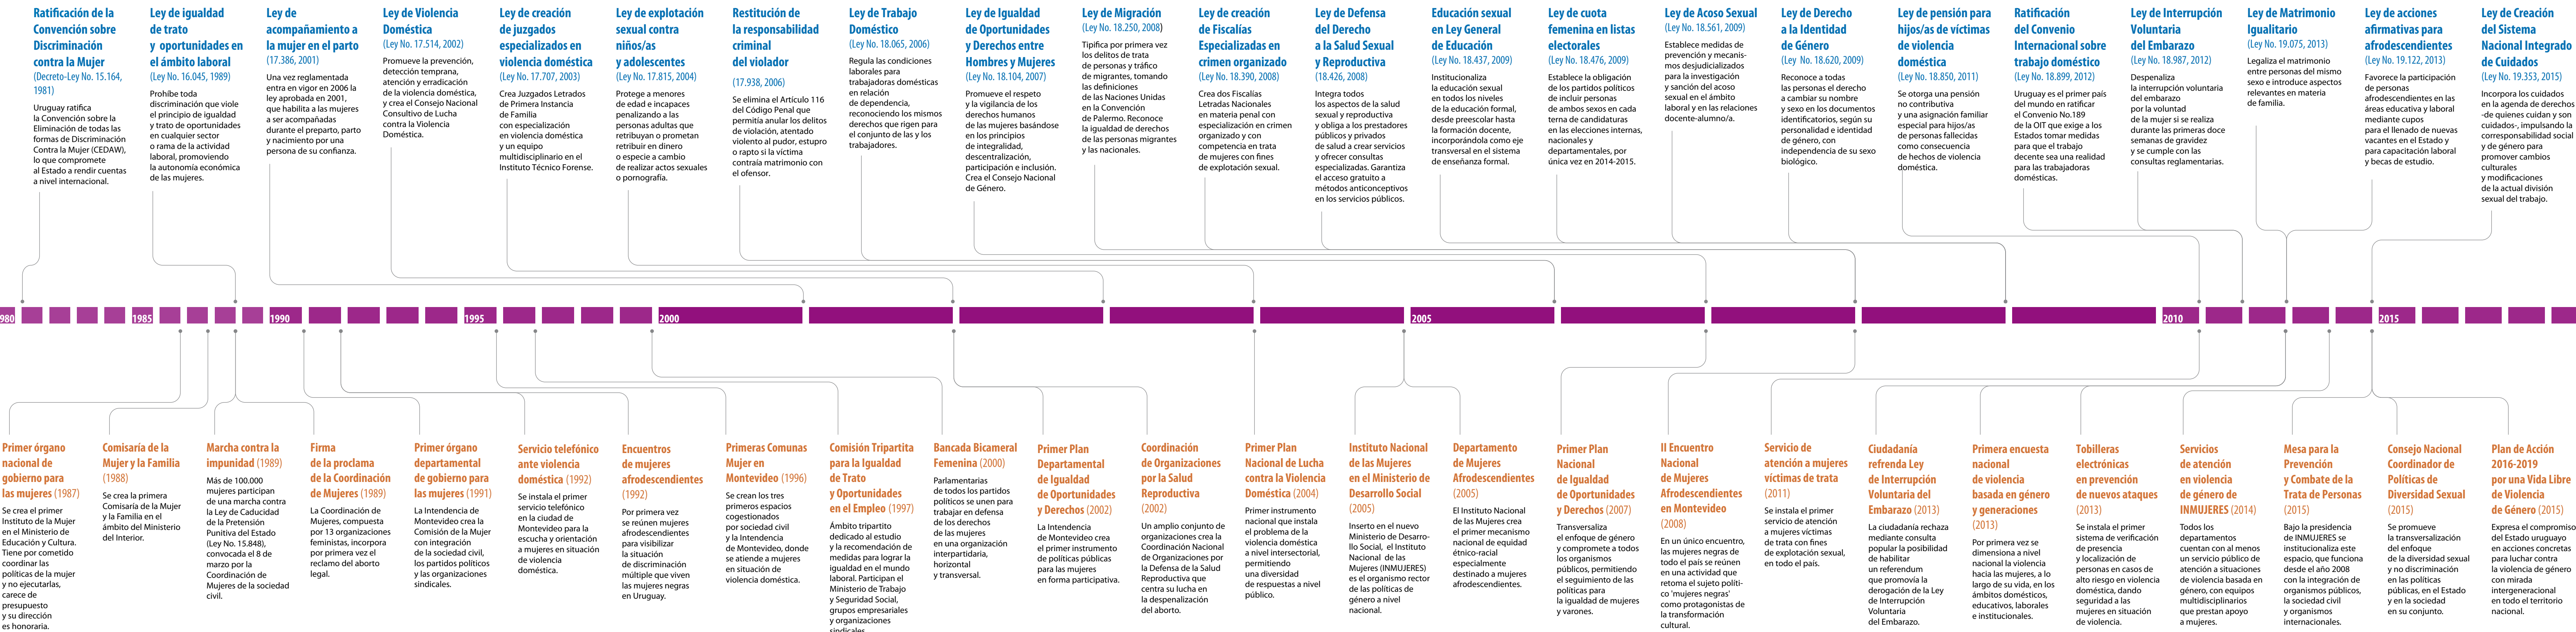 Ratificación de la
Convención sobre
Discriminación
contra la Mujer
(Decreto-Ley No. 15.164,
1981)
Uruguay ratifica
la Convención sobre la
Eliminación de todas las
formas de Discriminación
Contra la Mujer (CEDAW),
lo que compromete
al Estado a rendir cuentas
a nivel internacional.
Ley de igualdad
de trato
y oportunidades en
el ámbito laboral
(Ley No. 16.045, 1989)
Prohíbe toda
discriminación que viole
el principio de igualdad
y trato de oportunidades
en cualquier sector
o rama de la actividad
laboral, promoviendo
la autonomía económica
de las mujeres.
Ley de
acompañamiento a
la mujer en el parto
(17.386, 2001)
Una vez reglamentada
entra en vigor en 2006 la
ley aprobada en 2001,
que habilita a las mujeres
a ser acompañadas
durante el preparto, parto
y nacimiento por una
persona de su confianza.
Ley de Violencia
Doméstica
(Ley No. 17.514, 2002)
Promueve la prevención,
detección temprana,
atención y erradicación
de la violencia doméstica,
y crea el Consejo Nacional
Consultivo de Lucha
contra la Violencia
Doméstica.
Ley de creación
de juzgados
especializados en
violencia doméstica
(Ley No. 17.707, 2003)
Crea Juzgados Letrados
de Primera Instancia
de Familia
con especialización
en violencia doméstica
y un equipo
multidisciplinario en el
Instituto Técnico Forense.
Ley de explotación
sexual contra
niños/as
y adolescentes
(Ley No. 17.815, 2004)
Protege a menores
de edad e incapaces
penalizando a las
personas adultas que
retribuyan o prometan
retribuir en dinero
o especie a cambio
de realizar actos sexuales
o pornografía.
Restitución de
la responsabilidad
criminal
del violador
(17.938, 2006)
Se elimina el Artículo 116
del Código Penal que
permitía anular los delitos
de violación, atentado
violento al pudor, estupro
o rapto si la víctima
contraía matrimonio con
el ofensor.
Ley de Trabajo
Doméstico
(Ley No. 18.065, 2006)
Regula las condiciones
laborales para
trabajadoras domésticas
en relación
de dependencia,
reconociendo los mismos
derechos que rigen para
el conjunto de las y los
trabajadores.
Ley de Igualdad
de Oportunidades
y Derechos entre
Hombres y Mujeres
(Ley No. 18.104, 2007)
Promueve el respeto
y la vigilancia de los
derechos humanos
de las mujeres basándose
en los principios
de integralidad,
descentralización,
participación e inclusión.
Crea el Consejo Nacional
de Género.
Ley de Migración
(Ley No. 18.250, 2008)
Tipifica por primera vez
los delitos de trata
de personas y tráfico
de migrantes, tomando
las definiciones
de las Naciones Unidas
en la Convención
de Palermo. Reconoce
la igualdad de derechos
de las personas migrantes
y las nacionales.
Ley de creación
de Fiscalías
Especializadas en
crimen organizado
(Ley No. 18.390, 2008)
Crea dos Fiscalías
Letradas Nacionales
en materia penal con
especialización en crimen
organizado y con
competencia en trata
de mujeres con fines
de explotación sexual.
Ley de Defensa
del Derecho
a la Salud Sexual
y Reproductiva
(18.426, 2008)
Integra todos
los aspectos de la salud
sexual y reproductiva
y obliga a los prestadores
públicos y privados
de salud a crear servicios
y ofrecer consultas
especializadas. Garantiza
el acceso gratuito a
métodos anticonceptivos
en los servicios públicos.
Educación sexual
en Ley General
de Educación
(Ley No. 18.437, 2009)
Institucionaliza
la educación sexual
en todos los niveles
de la educación formal,
desde preescolar hasta
la formación docente,
incorporándola como eje
transversal en el sistema
de enseñanza formal.
Ley de cuota
femenina en listas
electorales
(Ley No. 18.476, 2009)
Establece la obligación
de los partidos políticos
de incluir personas
de ambos sexos en cada
terna de candidaturas
en las elecciones internas,
nacionales y
departamentales, por
única vez en 2014-2015.
Ley de Acoso Sexual
(Ley No. 18.561, 2009)
Establece medidas de
prevención y mecanis-
mos desjudicializados
para la investigación
y sanción del acoso
sexual en el ámbito
laboral y en las relaciones
docente-alumno/a.
Ley de Derecho
a la Identidad
de Género
(Ley No. 18.620, 2009)
Reconoce a todas
las personas el derecho
a cambiar su nombre
y sexo en los documentos
identificatorios, según su
personalidad e identidad
de género, con
independencia de su sexo
biológico.
Ley de pensión para
hijos/as de víctimas
de violencia
doméstica
(Ley No. 18.850, 2011)
Se otorga una pensión
no contributiva
y una asignación familiar
especial para hijos/as
de personas fallecidas
como consecuencia
de hechos de violencia
doméstica.
Ratificación
del Convenio
Internacional sobre
trabajo doméstico
(Ley No. 18.899, 2012)
Uruguay es el primer país
del mundo en ratificar
el Convenio No.189
de la OIT que exige a los
Estados tomar medidas
para que el trabajo
decente sea una realidad
para las trabajadoras
domésticas.
Ley de Interrupción
Voluntaria
del Embarazo
(Ley No. 18.987, 2012)
Despenaliza
la interrupción voluntaria
del embarazo
por la voluntad
de la mujer si se realiza
durante las primeras doce
semanas de gravidez
y se cumple con las
consultas reglamentarias.
Ley de Matrimonio
Igualitario
(Ley No. 19.075, 2013)
Legaliza el matrimonio
entre personas del mismo
sexo e introduce aspectos
relevantes en materia
de familia.
Ley de acciones
afirmativas para
afrodescendientes
(Ley No. 19.122, 2013)
Favorece la participación
de personas
afrodescendientes en las
áreas educativa y laboral
mediante cupos
para el llenado de nuevas
vacantes en el Estado y
para capacitación laboral
y becas de estudio.
Ley de Creación
del Sistema
Nacional Integrado
de Cuidados
(Ley No. 19.353, 2015)
Incorpora los cuidados
en la agenda de derechos
-de quienes cuidan y son
cuidados-, impulsando la
corresponsabilidad social
y de género para
promover cambios
culturales
y modificaciones
de la actual división
sexual del trabajo.
980 1985 1990 1995 2000 2005 2010 2015
Primer órgano
nacional de
gobierno para
las mujeres (1987)
Se crea el primer
Instituto de la Mujer
en el Ministerio de
Educación y Cultura.
Tiene por cometido
coordinar las
políticas de la mujer
y no ejecutarlas,
carece de
presupuesto
y su dirección
es honoraria.
Comisaría de la
Mujer y la Familia
(1988)
Se crea la primera
Comisaría de la Mujer
y la Familia en el
ámbito del Ministerio
del Interior.
Marcha contra la
impunidad (1989)
Más de 100.000
mujeres participan
de una marcha contra
la Ley de Caducidad
de la Pretensión
Punitiva del Estado
(Ley No. 15.848),
convocada el 8 de
marzo por la
Coordinación de
Mujeres de la sociedad
civil.
Firma
de la proclama
de la Coordinación
de Mujeres (1989)
La Coordinación de
Mujeres, compuesta
por 13 organizaciones
feministas, incorpora
por primera vez el
reclamo del aborto
legal.
Primer órgano
departamental
de gobierno para
las mujeres (1991)
La Intendencia de
Montevideo crea la
Comisión de la Mujer
con integración
de la sociedad civil,
los partidos políticos
y las organizaciones
sindicales.
Servicio telefónico
ante violencia
doméstica (1992)
Se instala el primer
servicio telefónico
en la ciudad de
Montevideo para la
escucha y orientación
a mujeres en situación
de violencia
doméstica.
Encuentros
de mujeres
afrodescendientes
(1992)
Por primera vez
se reúnen mujeres
afrodescendientes
para visibilizar
la situación
de discriminación
múltiple que viven
las mujeres negras
en Uruguay.
Primeras Comunas
Mujer en
Montevideo (1996)
Se crean los tres
primeros espacios
cogestionados
por sociedad civil
y la Intendencia
de Montevideo, donde
se atiende a mujeres
en situación de
violencia doméstica.
Comisión Tripartita
para la Igualdad
de Trato
y Oportunidades
en el Empleo (1997)
Ámbito tripartito
dedicado al estudio
y la recomendación de
medidas para lograr la
igualdad en el mundo
laboral. Participan el
Ministerio de Trabajo
y Seguridad Social,
grupos empresariales
y organizaciones
sindicales.
Bancada Bicameral
Femenina (2000)
Parlamentarias
de todos los partidos
políticos se unen para
trabajar en defensa
de los derechos
de las mujeres
en una organización
interpartidaria,
horizontal
y transversal.
Primer Plan
Departamental
de Igualdad
de Oportunidades
y Derechos (2002)
La Intendencia
de Montevideo crea
el primer instrumento
de políticas públicas
para las mujeres
en forma participativa.
Coordinación
de Organizaciones
por la Salud
Reproductiva
(2002)
Un amplio conjunto de
organizaciones crea la
Coordinación Nacional
de Organizaciones por
la Defensa de la Salud
Reproductiva que
centra su lucha en
la despenalización
del aborto.
Primer Plan
Nacional de Lucha
contra la Violencia
Doméstica (2004)
Primer instrumento
nacional que instala
el problema de la
violencia doméstica
a nivel intersectorial,
permitiendo
una diversidad
de respuestas a nivel
público.
Instituto Nacional
de las Mujeres
en el Ministerio de
Desarrollo Social
(2005)
Inserto en el nuevo
Ministerio de Desarro-
llo Social, el Instituto
Nacional de las
Mujeres (INMUJERES)
es el organismo rector
de las políticas de
género a nivel
nacional.
Departamento
de Mujeres
Afrodescendientes
(2005)
El Instituto Nacional
de las Mujeres crea
el primer mecanismo
nacional de equidad
étnico-racial
especialmente
destinado a mujeres
afrodescendientes.
Primer Plan
Nacional
de Igualdad
de Oportunidades
y Derechos (2007)
Transversaliza
el enfoque de género
y compromete a todos
los organismos
públicos, permitiendo
el seguimiento de las
políticas para
la igualdad de mujeres
y varones.
II Encuentro
Nacional
de Mujeres
Afrodescendientes
en Montevideo
(2008)
En un único encuentro,
las mujeres negras de
todo el país se reúnen
en una actividad que
retoma el sujeto políti-
co 'mujeres negras'
como protagonistas de
la transformación
cultural.
Servicio de
atención a mujeres
víctimas de trata
(2011)
Se instala el primer
servicio de atención
a mujeres víctimas
de trata con fines
de explotación sexual,
en todo el país.
Ciudadanía
refrenda Ley
de Interrupción
Voluntaria del
Embarazo (2013)
La ciudadanía rechaza
mediante consulta
popular la posibilidad
de habilitar
un referendum
que promovía la
derogación de la Ley
de Interrupción
Voluntaria
del Embarazo.
Primera encuesta
nacional
de violencia
basada en género
y generaciones
(2013)
Por primera vez se
dimensiona a nivel
nacional la violencia
hacia las mujeres, a lo
largo de su vida, en los
ámbitos domésticos,
educativos, laborales
e institucionales.
Tobilleras
electrónicas
en prevención
de nuevos ataques
(2013)
Se instala el primer
sistema de verificación
de presencia
y localización de
personas en casos de
alto riesgo en violencia
doméstica, dando
seguridad a las
mujeres en situación
de violencia.
Servicios
de atención
en violencia
de género de
INMUJERES (2014)
Todos los
departamentos
cuentan con al menos
un servicio público de
atención a situaciones
de violencia basada en
género, con equipos
multidisciplinarios
que prestan apoyo
a mujeres.
Mesa para la
Prevención
y Combate de la
Trata de Personas
(2015)
Bajo la presidencia
de INMUJERES se
institucionaliza este
espacio, que funciona
desde el año 2008
con la integración de
organismos públicos,
la sociedad civil
y organismos
internacionales.
Consejo Nacional
Coordinador de
Políticas de
Diversidad Sexual
(2015)
Se promueve
la transversalización
del enfoque
de la diversidad sexual
y no discriminación
en las políticas
públicas, en el Estado
y en la sociedad
en su conjunto.
Plan de Acción
2016-2019
por una Vida Libre
de Violencia
de Género (2015)
Expresa el compromiso
del Estado uruguayo
en acciones concretas
para luchar contra
la violencia de género
con mirada
intergeneracional
en todo el territorio
nacional.